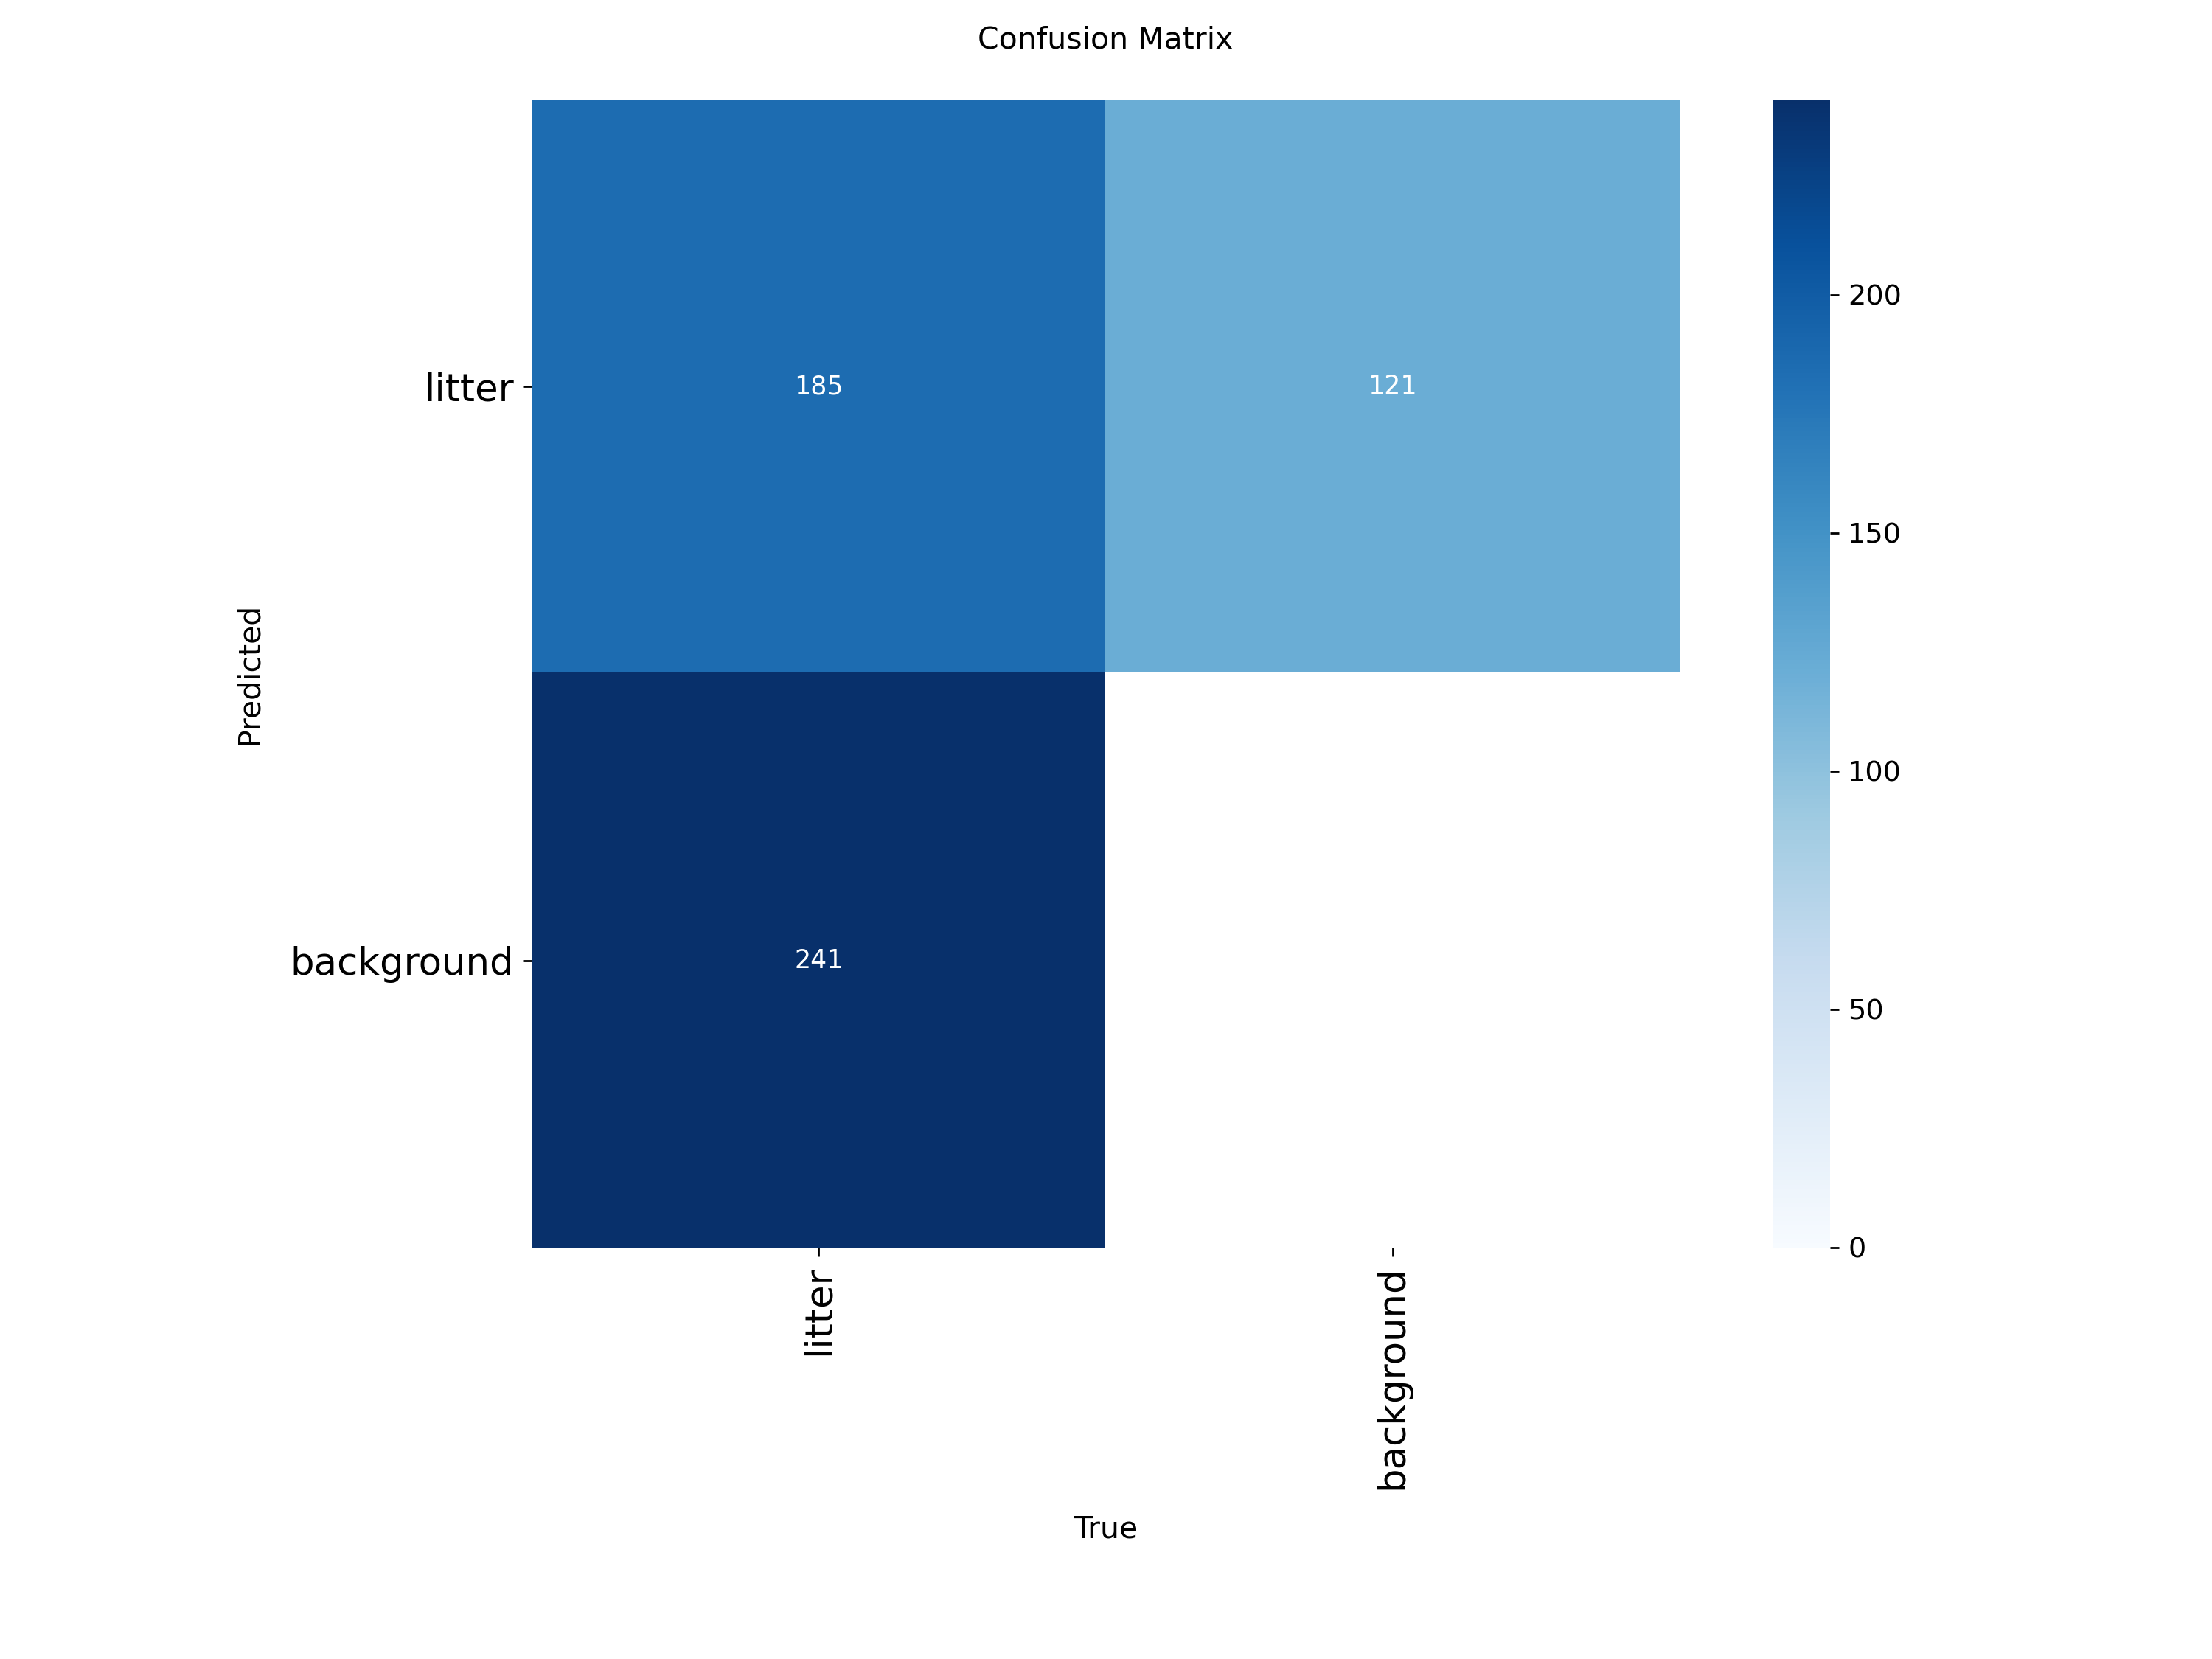 Confusion Matrix
litter
185
121
200
150
Predicted
100
background
241
50
0
litter
background
True